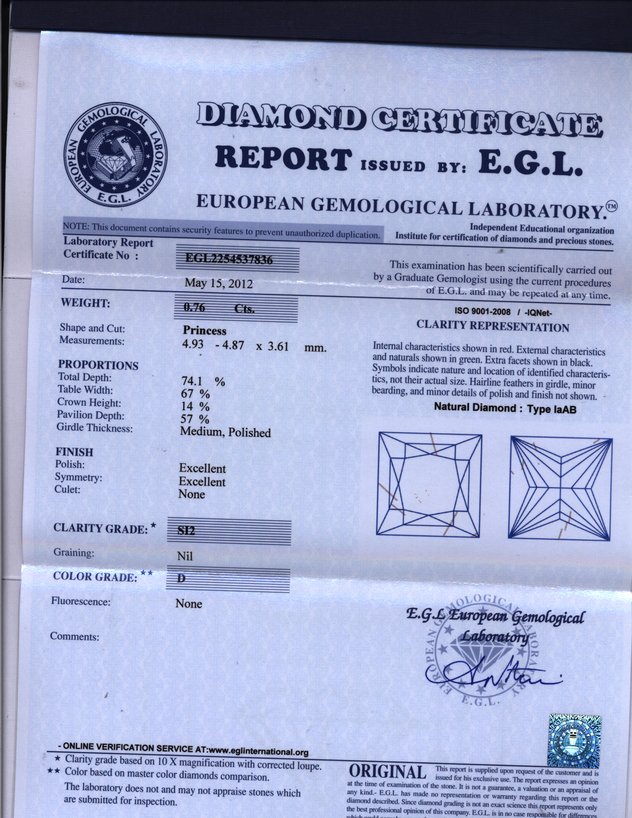 EUROPEAN GEMOLOGICAL LABORATORY
E.G.L.
DIAMOND CERTIFICATE
REPORT ISSUED BY: E.G.L.
EUROPEAN GEMOLOGICAL LABORATORY.™
NOTE: This document contains security features to prevent unauthorized duplication.
Independent Educational organization
Institute for certification of diamonds and precious stones.
Laboratory Report
Certificate No : EGL2254537836
Date: May 15, 2012
This examination has been scientifically carried out
by a Graduate Gemologist using the current procedures
of E.G.L. and may be repeated at any time.
WEIGHT: 0.76 Cts.
Shape and Cut: Princess
Measurements: 4.93 - 4.87 x 3.61 mm.
PROPORTIONS
Total Depth: 74.1 %
Table Width: 67 %
Crown Height: 14 %
Pavilion Depth: 57 %
Girdle Thickness: Medium, Polished
FINISH
Polish: Excellent
Symmetry: Excellent
Culet: None
CLARITY GRADE: * SI2
Graining: Nil
COLOR GRADE: ** D
Fluorescence: None
Comments:
ISO 9001-2008 / -IQNet-
CLARITY REPRESENTATION
Internal characteristics shown in red. External characteristics
and naturals shown in green. Extra facets shown in black.
Symbols indicate nature and location of identified characteris-
tics, not their actual size. Hairline feathers in girdle, minor
bearding, and minor details of polish and finish not shown.
Natural Diamond : Type IaAB
E.G.L European Gemological
Laboratory
EUROPEAN GEMOLOGICAL LABORATORY
E.G.L.
- ONLINE VERIFICATION SERVICE AT:www.eglinternational.org
* Clarity grade based on 10 X magnification with corrected loupe.
** Color based on master color diamonds comparison.
The laboratory does not and may not appraise stones which
are submitted for inspection.
ORIGINAL This report is supplied upon request of the customer and is
issued for his exclusive use. The report expresses an opinion
at the time of examination of the stone. It is not a guarantee, a valuation or an appraisal of
any kind.- E.G.L. has made no representation or warranty regarding this report or the
diamond described. Since diamond grading is not an exact science this report represents only
the best professional opinion of this company. E.G.L. is in no case responsible for differences